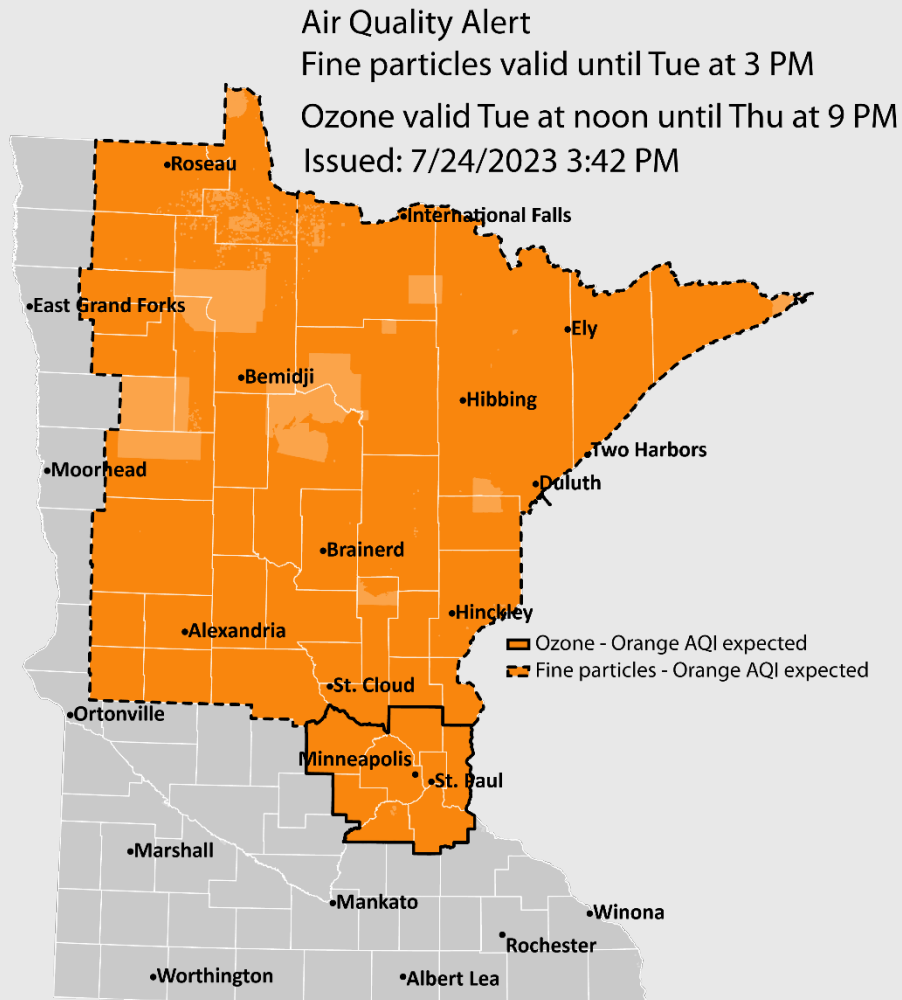 Air Quality Alert
Fine particles valid until Tue at 3 PM
Ozone valid Tue at noon until Thu at 9 PM
Issued: 7/24/2023 3:42 PM
Roseau
International Falls
East Grand Forks
Ely
Bemidji
Hibbing
Two Harbors
Moorhead
Duluth
Brainerd
Hinckley
Alexandria
Ozone - Orange AQI expected
Fine particles - Orange AQI expected
St. Cloud
Ortonville
Minneapolis
St. Paul
Marshall
Mankato
Winona
Rochester
Worthington
Albert Lea